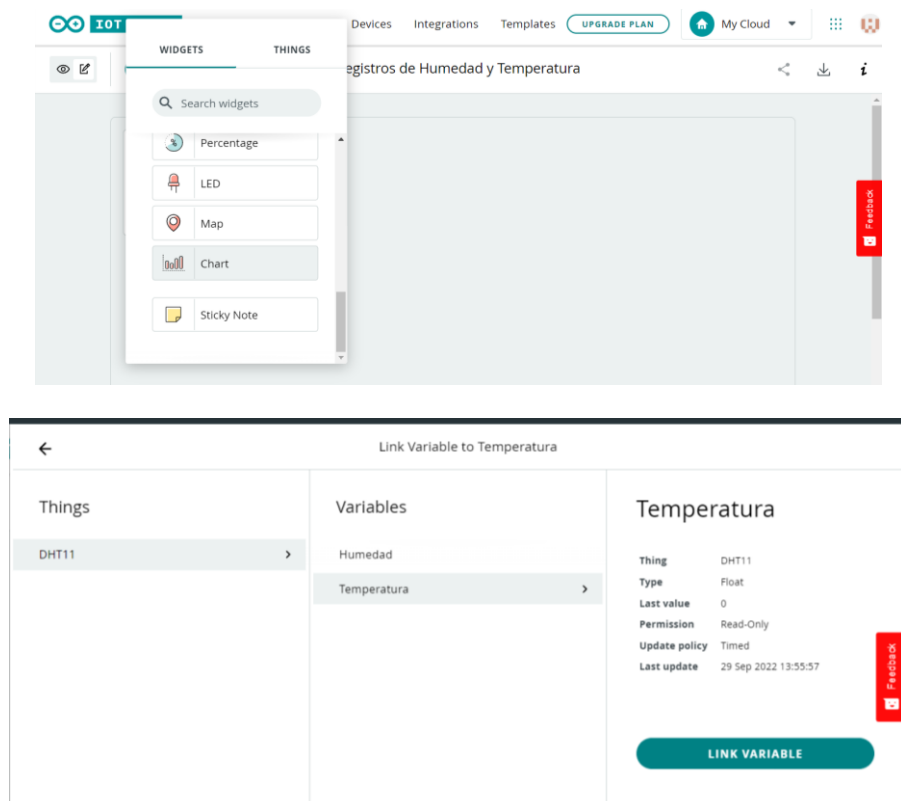 IOT
Devices Integrations Templates UPGRADE PLAN My Cloud
WIDGETS THINGS
egistros de Humedad y Temperatura
Search widgets
Percentage
LED
Map
Chart
Sticky Note
Feedback
Link Variable to Temperatura
Things
DHT11
Variables
Humedad
Temperatura
Temperatura
Thing DHT11
Type Float
Last value 0
Permission Read-Only
Update policy Timed
Last update 29 Sep 2022 13:55:57
LINK VARIABLE
Feedback